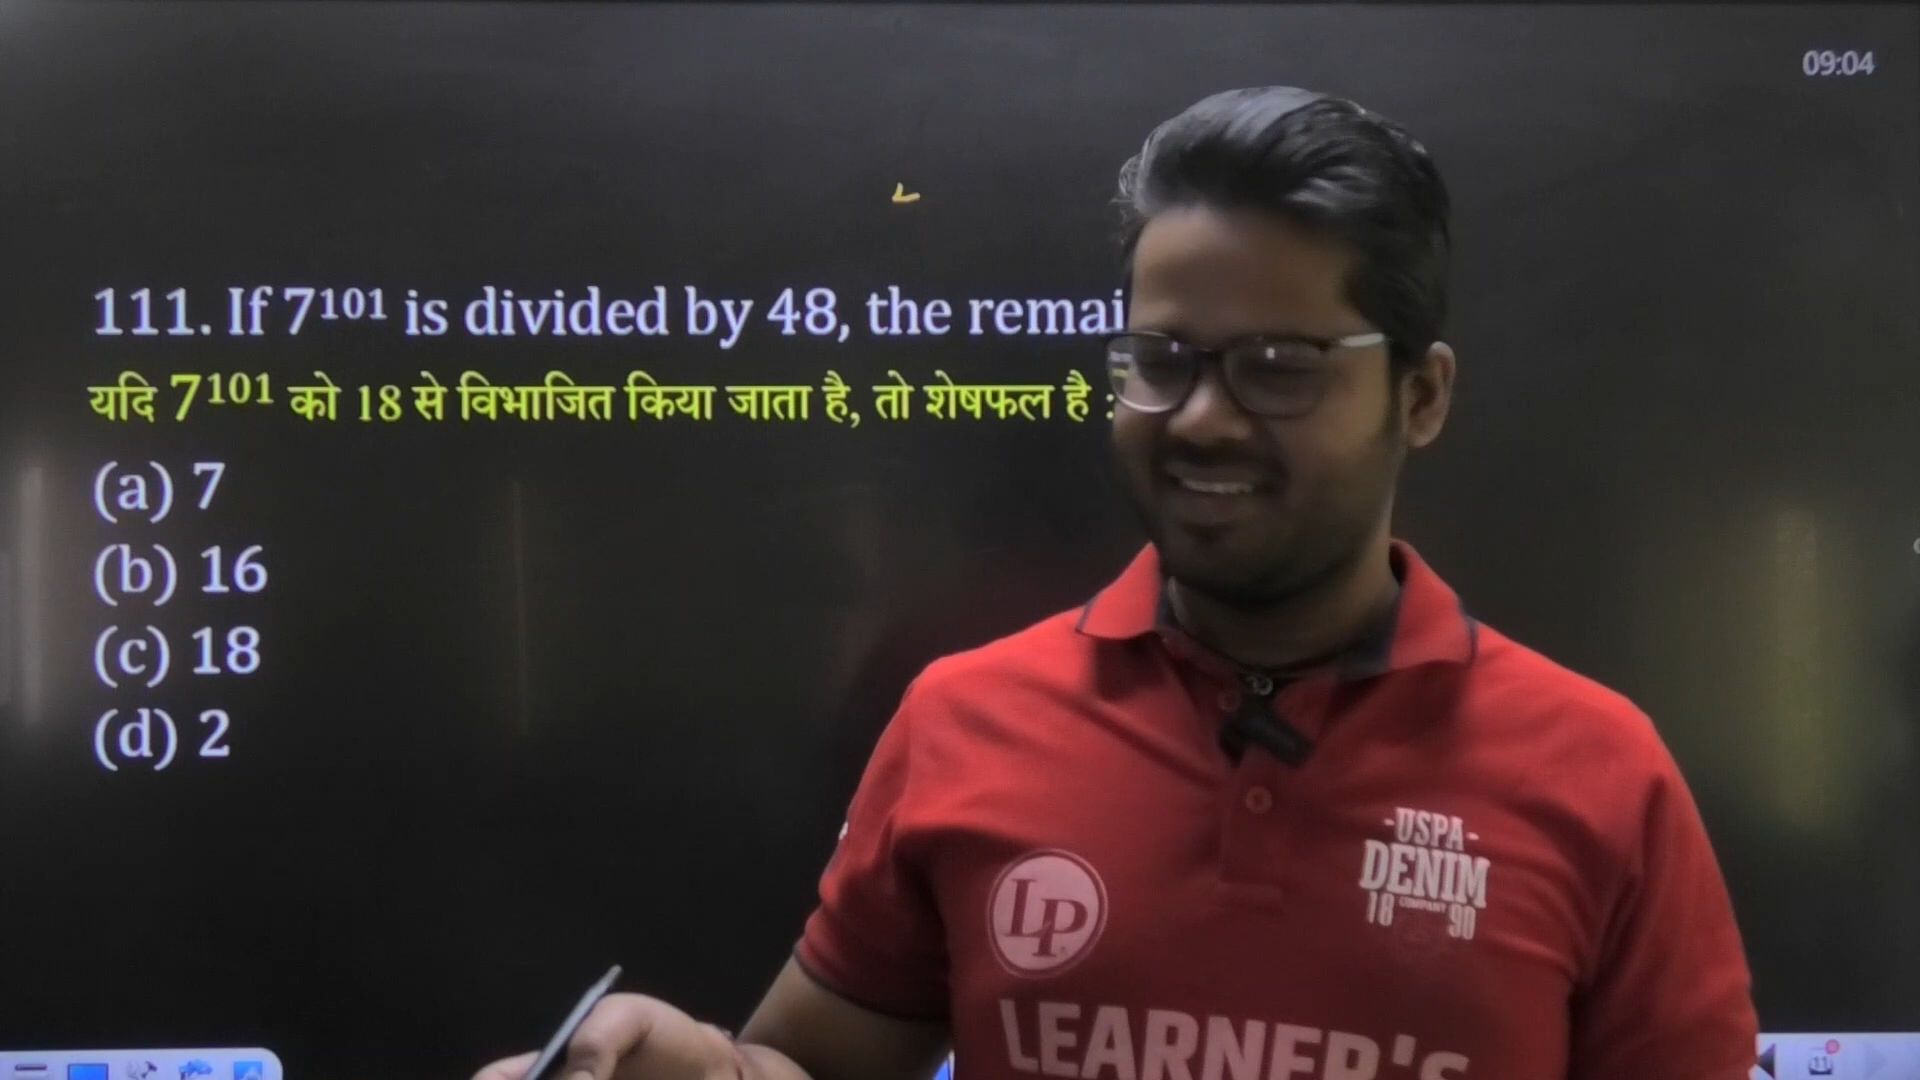 09:04
111. If 7¹⁰¹ is divided by 48, the remai
यदि 7¹⁰¹ को 18 से विभाजित किया जाता है, तो शेषफल है :
(a) 7
(b) 16
(c) 18
(d) 2
-USPA-
DENIM
18 COMPANY 90
LP
LEARNER'S